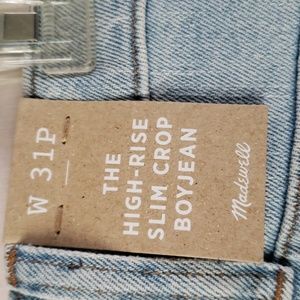 W 31P
THE
HIGH-RISE
SLIM CROP
BOYJEAN
Madewell